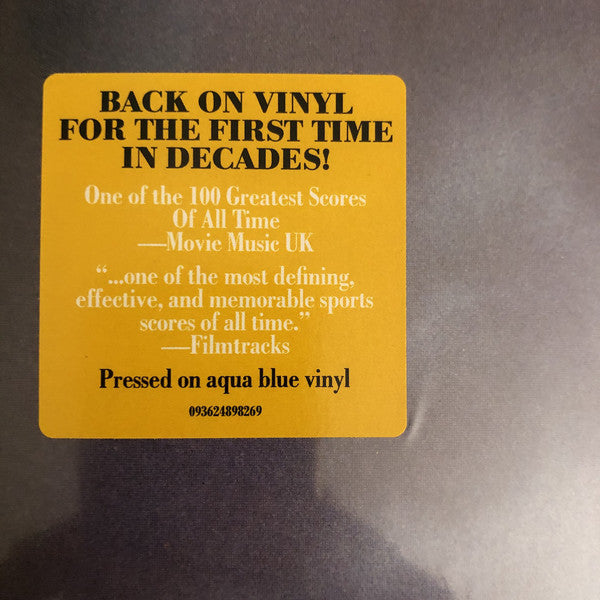 BACK ON VINYL
FOR THE FIRST TIME
IN DECADES!
One of the 100 Greatest Scores
Of All Time
—Movie Music UK
“...one of the most defining,
effective, and memorable sports
scores of all time.”
—Filmtracks
Pressed on aqua blue vinyl
093624898269